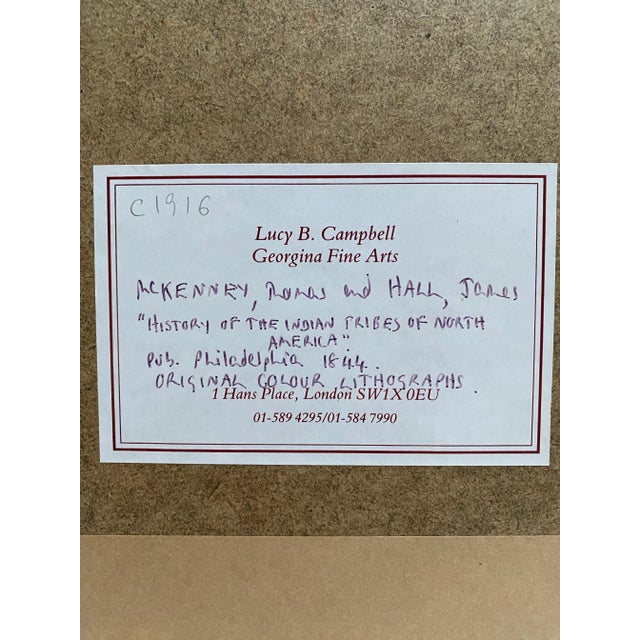 C1916
Lucy B. Campbell
Georgina Fine Arts
McKENNEY, Thomas and HALL, James
"HISTORY OF THE INDIAN TRIBES OF NORTH
AMERICA".
Pub. Philadelphia 1844.
ORIGINAL COLOUR LITHOGRAPHS.
1 Hans Place, London SW1X 0EU
01-589 4295/01-584 7990